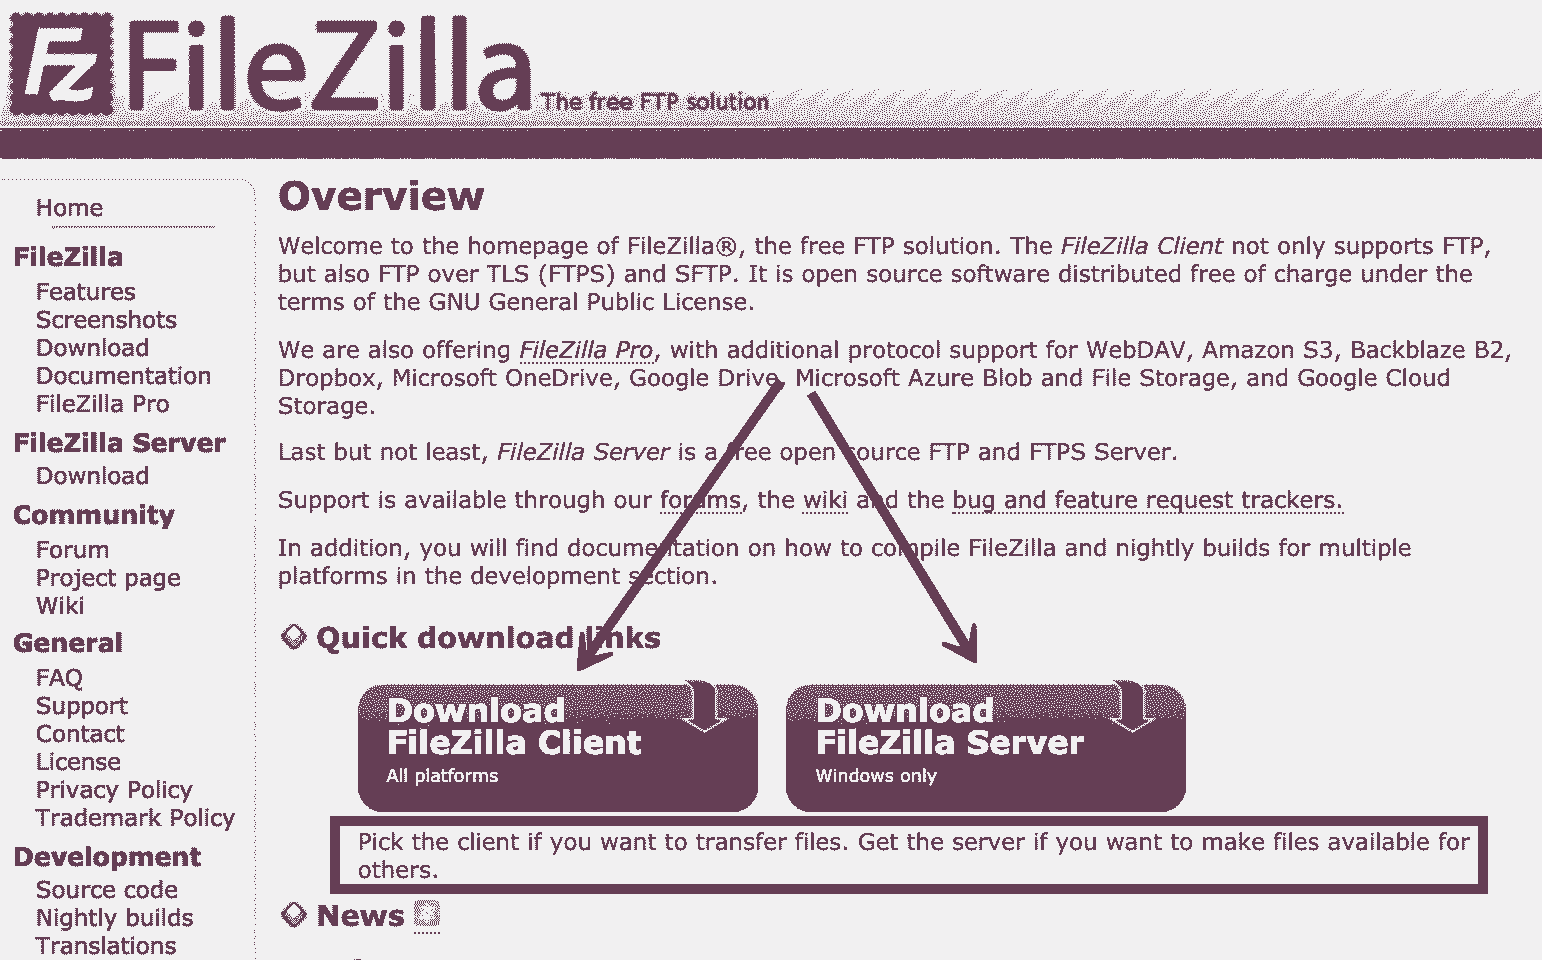 FileZilla The free FTP solution
Home
FileZilla
Features
Screenshots
Download
Documentation
FileZilla Pro
FileZilla Server
Download
Community
Forum
Project page
Wiki
General
FAQ
Support
Contact
License
Privacy Policy
Trademark Policy
Development
Source code
Nightly builds
Translations
Overview
Welcome to the homepage of FileZilla®, the free FTP solution. The FileZilla Client not only supports FTP,
but also FTP over TLS (FTPS) and SFTP. It is open source software distributed free of charge under the
terms of the GNU General Public License.
We are also offering FileZilla Pro, with additional protocol support for WebDAV, Amazon S3, Backblaze B2,
Dropbox, Microsoft OneDrive, Google Drive, Microsoft Azure Blob and File Storage, and Google Cloud
Storage.
Last but not least, FileZilla Server is a free open source FTP and FTPS Server.
Support is available through our forums, the wiki and the bug and feature request trackers.
In addition, you will find documentation on how to compile FileZilla and nightly builds for multiple
platforms in the development section.
Quick download links
Download
FileZilla Client
All platforms
Download
FileZilla Server
Windows only
Pick the client if you want to transfer files. Get the server if you want to make files available for
others.
News